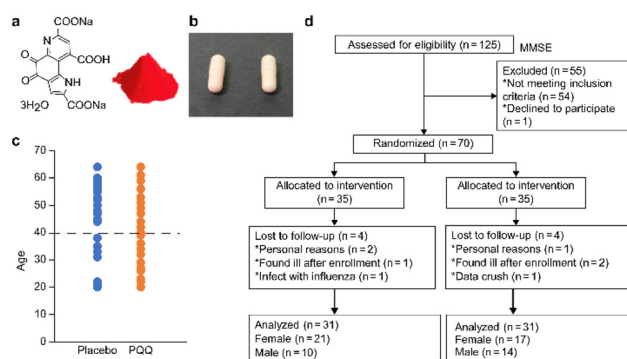 a
COONa
N
O
O
COOH
NH
3H₂O
COONa
b
c
70
60
50
40
30
20
10
0
Age
Placebo
PQQ
d
Assessed for eligibility (n = 125)
MMSE
Excluded (n = 55)
*Not meeting inclusion
criteria (n = 54)
*Declined to participate
(n = 1)
Randomized (n = 70)
Allocated to intervention
(n = 35)
Lost to follow-up (n = 4)
*Personal reasons (n = 2)
*Found ill after enrollment (n = 1)
*Infect with influenza (n = 1)
Analyzed (n = 31)
Female (n = 21)
Male (n = 10)
Allocated to intervention
(n = 35)
Lost to follow-up (n = 4)
*Personal reasons (n = 1)
*Found ill after enrollment (n = 2)
*Data crush (n = 1)
Analyzed (n = 31)
Female (n = 17)
Male (n = 14)